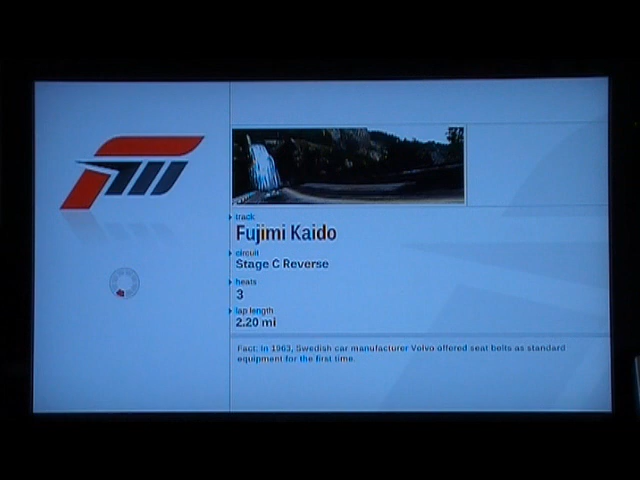 track
Fujimi Kaido
circuit
Stage C Reverse
heats
3
lap length
2.20 mi
Fact: In 1963, Swedish car manufacturer Volvo offered seat belts as standard
equipment for the first time.